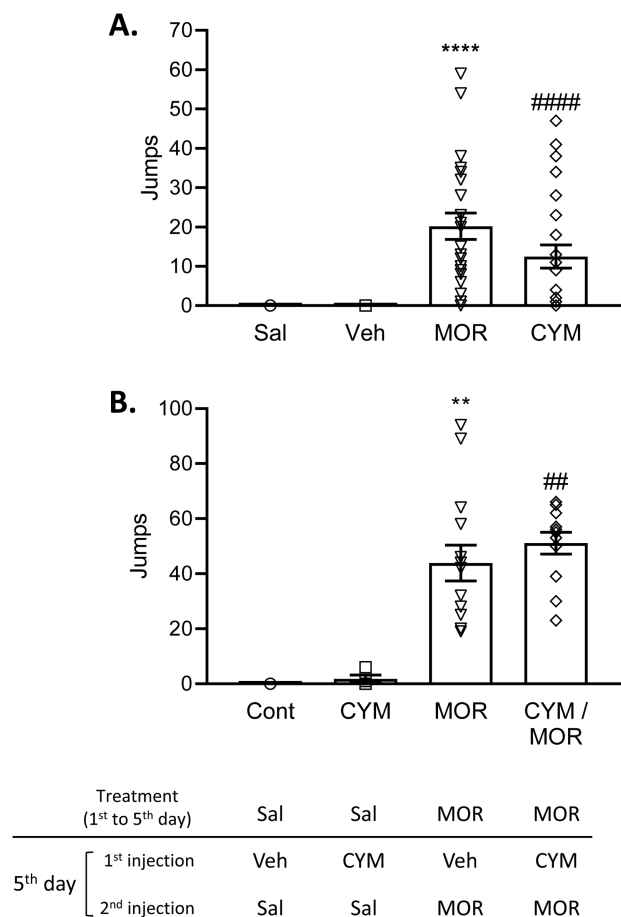 A.
70
60
50
40
30
20
10
0
Jumps
****
####
Sal Veh MOR CYM
B.
100
80
60
40
20
0
Jumps
**
##
Cont CYM MOR CYM /
MOR
Treatment
(1st to 5th day) Sal Sal MOR MOR
5th day
1st injection Veh CYM Veh CYM
2nd injection Sal Sal MOR MOR